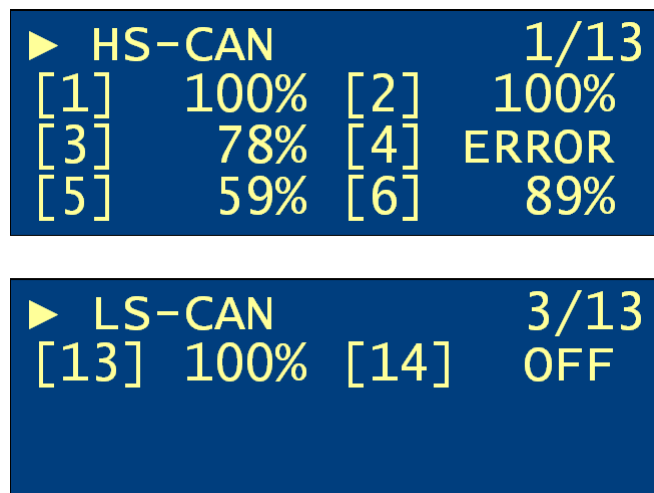 ► HS-CAN 1/13
[1] 100% [2] 100%
[3] 78% [4] ERROR
[5] 59% [6] 89%
► LS-CAN 3/13
[13] 100% [14] OFF